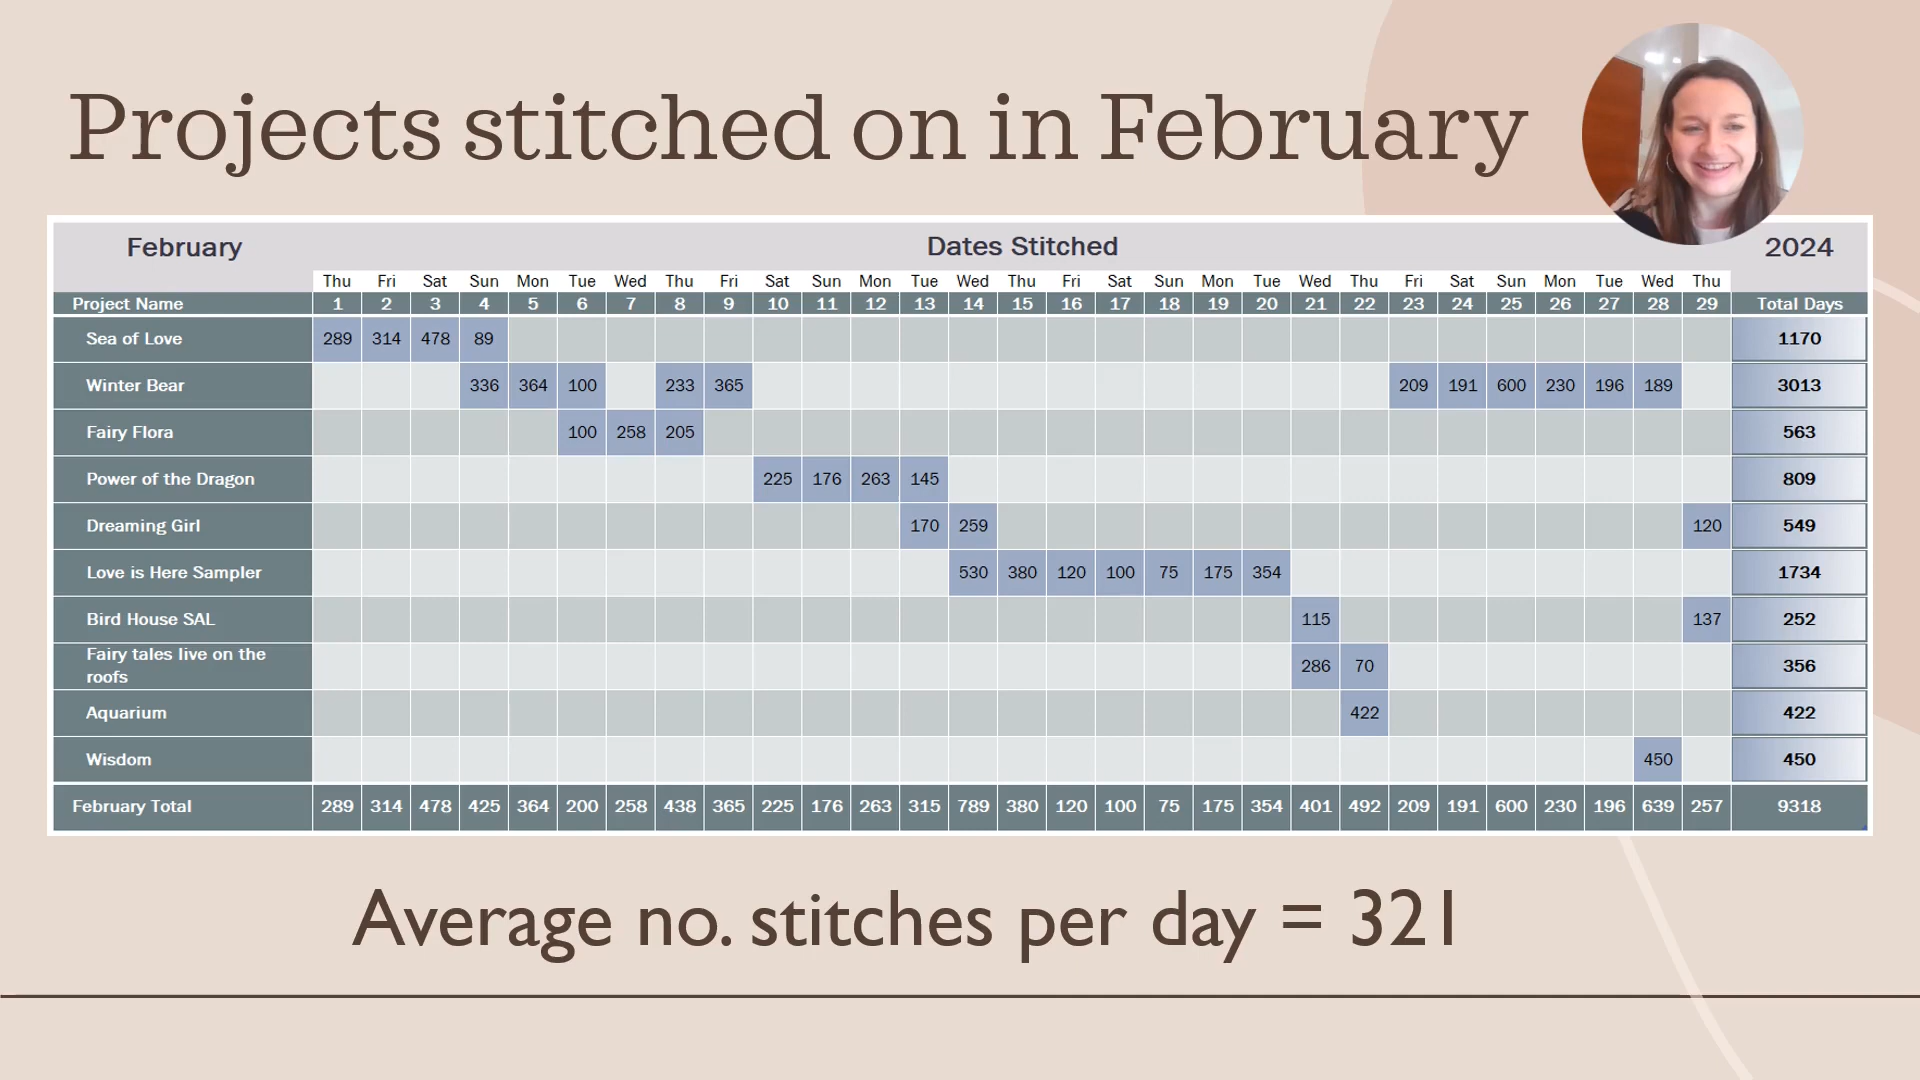 Projects stitched on in February
February Dates Stitched 2024
Thu Fri Sat Sun Mon Tue Wed Thu Fri Sat Sun Mon Tue Wed Thu Fri Sat Sun Mon Tue Wed Thu Fri Sat Sun Mon Tue Wed Thu
Project Name 1 2 3 4 5 6 7 8 9 10 11 12 13 14 15 16 17 18 19 20 21 22 23 24 25 26 27 28 29 Total Days
Sea of Love 289 314 478 89 1170
Winter Bear 336 364 100 233 365 209 191 600 230 196 189 3013
Fairy Flora 100 258 205 563
Power of the Dragon 225 176 263 145 809
Dreaming Girl 170 259 120 549
Love is Here Sampler 530 380 120 100 75 175 354 1734
Bird House SAL 115 137 252
Fairy tales live on the
roofs 286 70 356
Aquarium 422 422
Wisdom 450 450
February Total 289 314 478 425 364 200 258 438 365 225 176 263 315 789 380 120 100 75 175 354 401 492 209 191 600 230 196 639 257 9318
Average no. stitches per day = 321